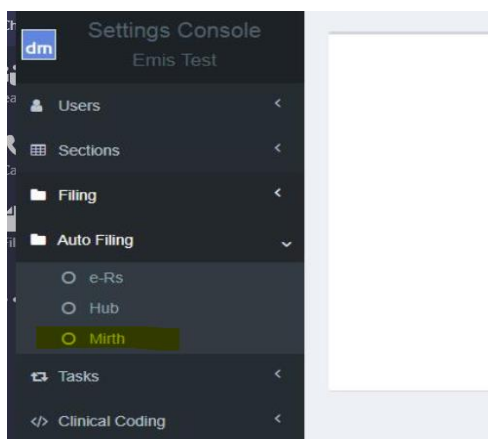 Settings Console
dm
Emis Test
Users
Sections
Filing
Auto Filing
e-Rs
Hub
Mirth
Tasks
</> Clinical Coding